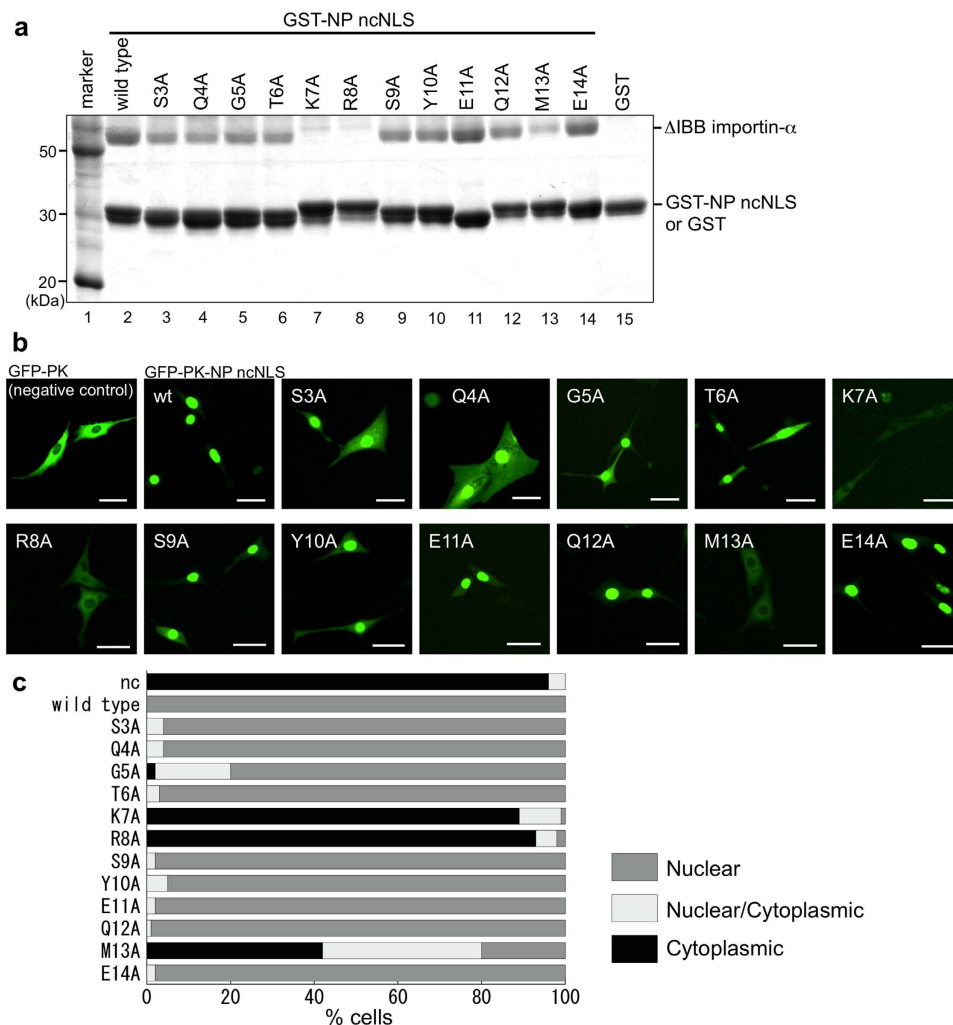 a
GST-NP ncNLS
marker
wild type
S3A
Q4A
G5A
T6A
K7A
R8A
S9A
Y10A
E11A
Q12A
M13A
E14A
GST
50
30
20
(kDa)
ΔIBB importin-α
GST-NP ncNLS
or GST
1 2 3 4 5 6 7 8 9 10 11 12 13 14 15
b
GFP-PK
(negative control)
GFP-PK-NP ncNLS
wt
S3A
Q4A
G5A
T6A
K7A
R8A
S9A
Y10A
E11A
Q12A
M13A
E14A
c
nc
wild type
S3A
Q4A
G5A
T6A
K7A
R8A
S9A
Y10A
E11A
Q12A
M13A
E14A
0 20 40 60 80 100
% cells
Nuclear
Nuclear/Cytoplasmic
Cytoplasmic